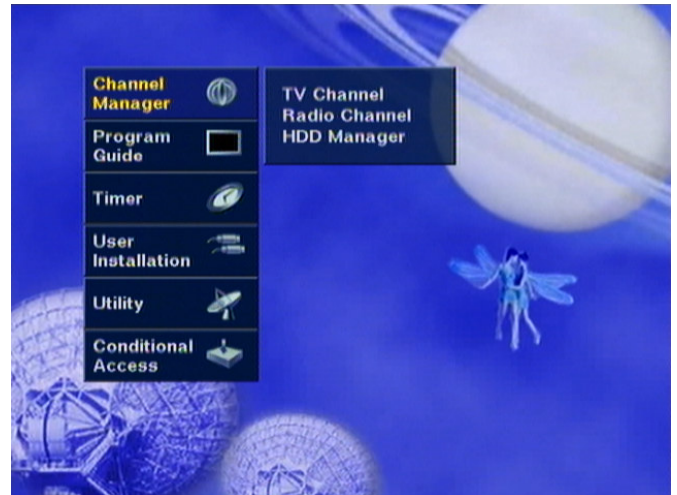 Channel
Manager
Program
Guide
Timer
User
Installation
Utility
Conditional
Access
TV Channel
Radio Channel
HDD Manager